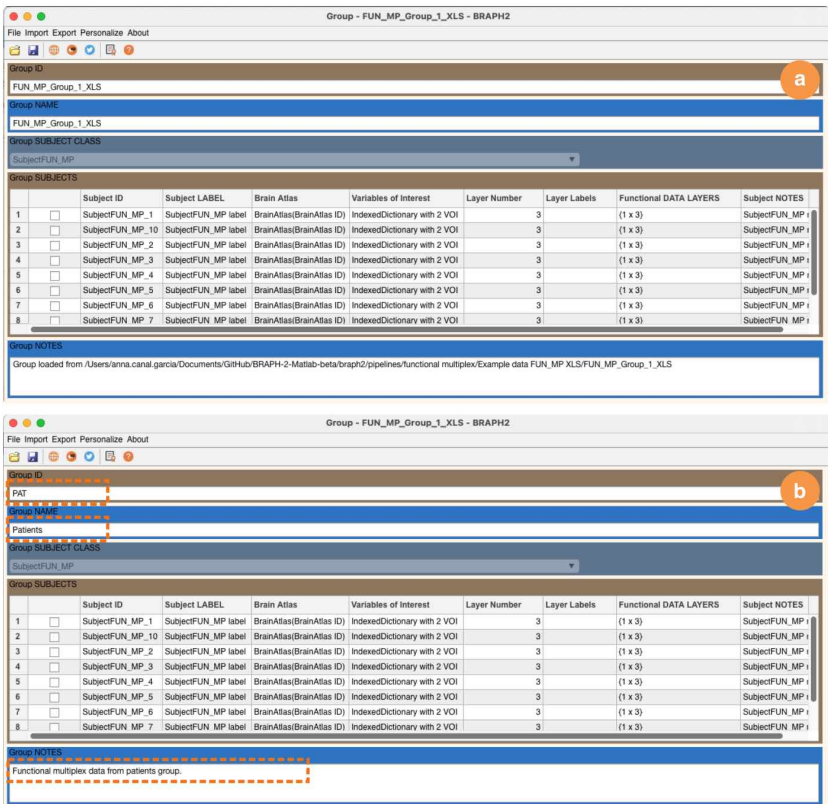 Group - FUN_MP_Group_1_XLS - BRAPH2
File Import Export Personalize About
Group ID
a
FUN_MP_Group_1_XLS
Group NAME
FUN_MP_Group_1_XLS
Group SUBJECT CLASS
SubjectFUN_MP
Group SUBJECTS
Subject ID Subject LABEL Brain Atlas Variables of Interest Layer Number Layer Labels Functional DATA LAYERS Subject NOTES
1 SubjectFUN_MP_1 SubjectFUN_MP label BrainAtlas(BrainAtlas ID) IndexedDictionary with 2 VOI 3 {1 x 3} SubjectFUN_MP
2 SubjectFUN_MP_10 SubjectFUN_MP label BrainAtlas(BrainAtlas ID) IndexedDictionary with 2 VOI 3 {1 x 3} SubjectFUN_MP
3 SubjectFUN_MP_2 SubjectFUN_MP label BrainAtlas(BrainAtlas ID) IndexedDictionary with 2 VOI 3 {1 x 3} SubjectFUN_MP
4 SubjectFUN_MP_3 SubjectFUN_MP label BrainAtlas(BrainAtlas ID) IndexedDictionary with 2 VOI 3 {1 x 3} SubjectFUN_MP
5 SubjectFUN_MP_4 SubjectFUN_MP label BrainAtlas(BrainAtlas ID) IndexedDictionary with 2 VOI 3 {1 x 3} SubjectFUN_MP
6 SubjectFUN_MP_5 SubjectFUN_MP label BrainAtlas(BrainAtlas ID) IndexedDictionary with 2 VOI 3 {1 x 3} SubjectFUN_MP
7 SubjectFUN_MP_6 SubjectFUN_MP label BrainAtlas(BrainAtlas ID) IndexedDictionary with 2 VOI 3 {1 x 3} SubjectFUN_MP
8 SubjectFUN_MP_7 SubjectFUN_MP label BrainAtlas(BrainAtlas ID) IndexedDictionary with 2 VOI 3 {1 x 3} SubjectFUN_MP
Group NOTES
Group loaded from /Users/anna.canal.garcia/Documents/GitHub/BRAPH-2-Matlab-beta/braph2/pipelines/functional multiplex/Example data FUN_MP XLS/FUN_MP_Group_1_XLS
Group - FUN_MP_Group_1_XLS - BRAPH2
File Import Export Personalize About
Group ID
b
PAT
Group NAME
Patients
Group SUBJECT CLASS
SubjectFUN_MP
Group SUBJECTS
Subject ID Subject LABEL Brain Atlas Variables of Interest Layer Number Layer Labels Functional DATA LAYERS Subject NOTES
1 SubjectFUN_MP_1 SubjectFUN_MP label BrainAtlas(BrainAtlas ID) IndexedDictionary with 2 VOI 3 {1 x 3} SubjectFUN_MP
2 SubjectFUN_MP_10 SubjectFUN_MP label BrainAtlas(BrainAtlas ID) IndexedDictionary with 2 VOI 3 {1 x 3} SubjectFUN_MP
3 SubjectFUN_MP_2 SubjectFUN_MP label BrainAtlas(BrainAtlas ID) IndexedDictionary with 2 VOI 3 {1 x 3} SubjectFUN_MP
4 SubjectFUN_MP_3 SubjectFUN_MP label BrainAtlas(BrainAtlas ID) IndexedDictionary with 2 VOI 3 {1 x 3} SubjectFUN_MP
5 SubjectFUN_MP_4 SubjectFUN_MP label BrainAtlas(BrainAtlas ID) IndexedDictionary with 2 VOI 3 {1 x 3} SubjectFUN_MP
6 SubjectFUN_MP_5 SubjectFUN_MP label BrainAtlas(BrainAtlas ID) IndexedDictionary with 2 VOI 3 {1 x 3} SubjectFUN_MP
7 SubjectFUN_MP_6 SubjectFUN_MP label BrainAtlas(BrainAtlas ID) IndexedDictionary with 2 VOI 3 {1 x 3} SubjectFUN_MP
8 SubjectFUN_MP_7 SubjectFUN_MP label BrainAtlas(BrainAtlas ID) IndexedDictionary with 2 VOI 3 {1 x 3} SubjectFUN_MP
Group NOTES
Functional multiplex data from patients group.